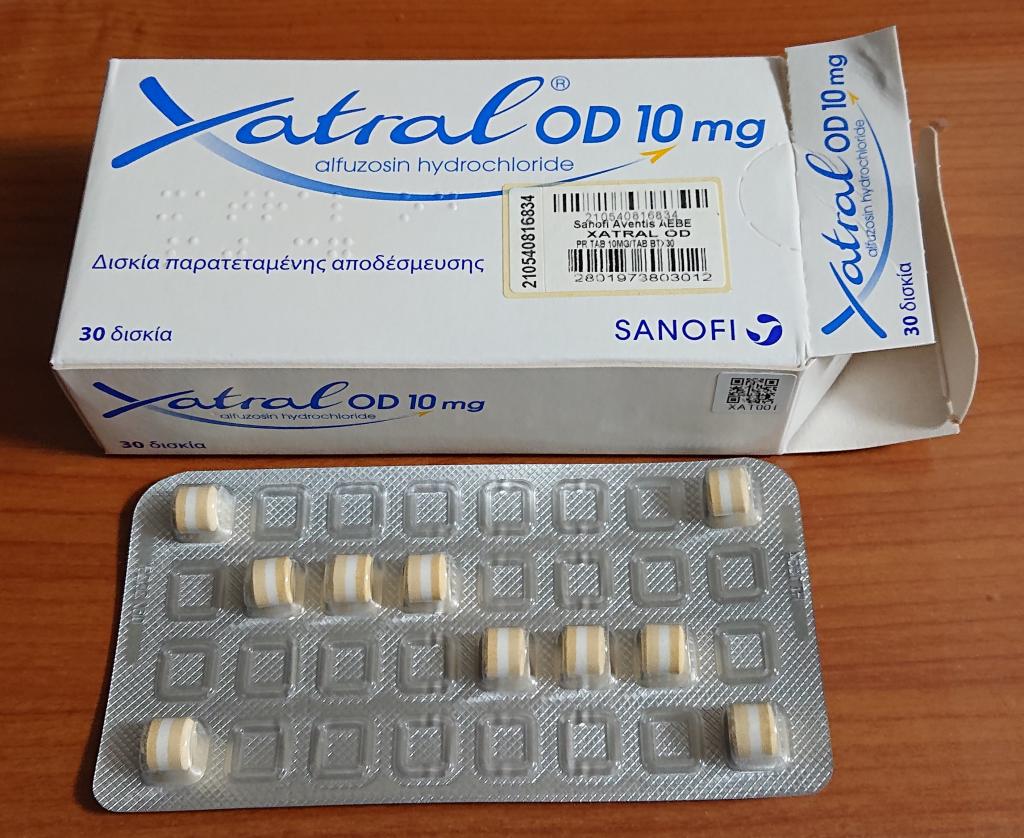 Xatral® OD 10 mg
alfuzosin hydrochloride
210540816834
210540816834
Sanofi Aventis AEBE
XATRAL OD
PR.TAB 10MG/TAB BTX30
2801973803012
Δισκία παρατεταμένης αποδέσμευσης
30 δισκία
SANOFI
Xatral OD 10 mg
alfuzosin hydrochloride
30 δισκία
Xatral OD 10 mg
alfuzosin hydrochloride
30 δισκία
XAT001